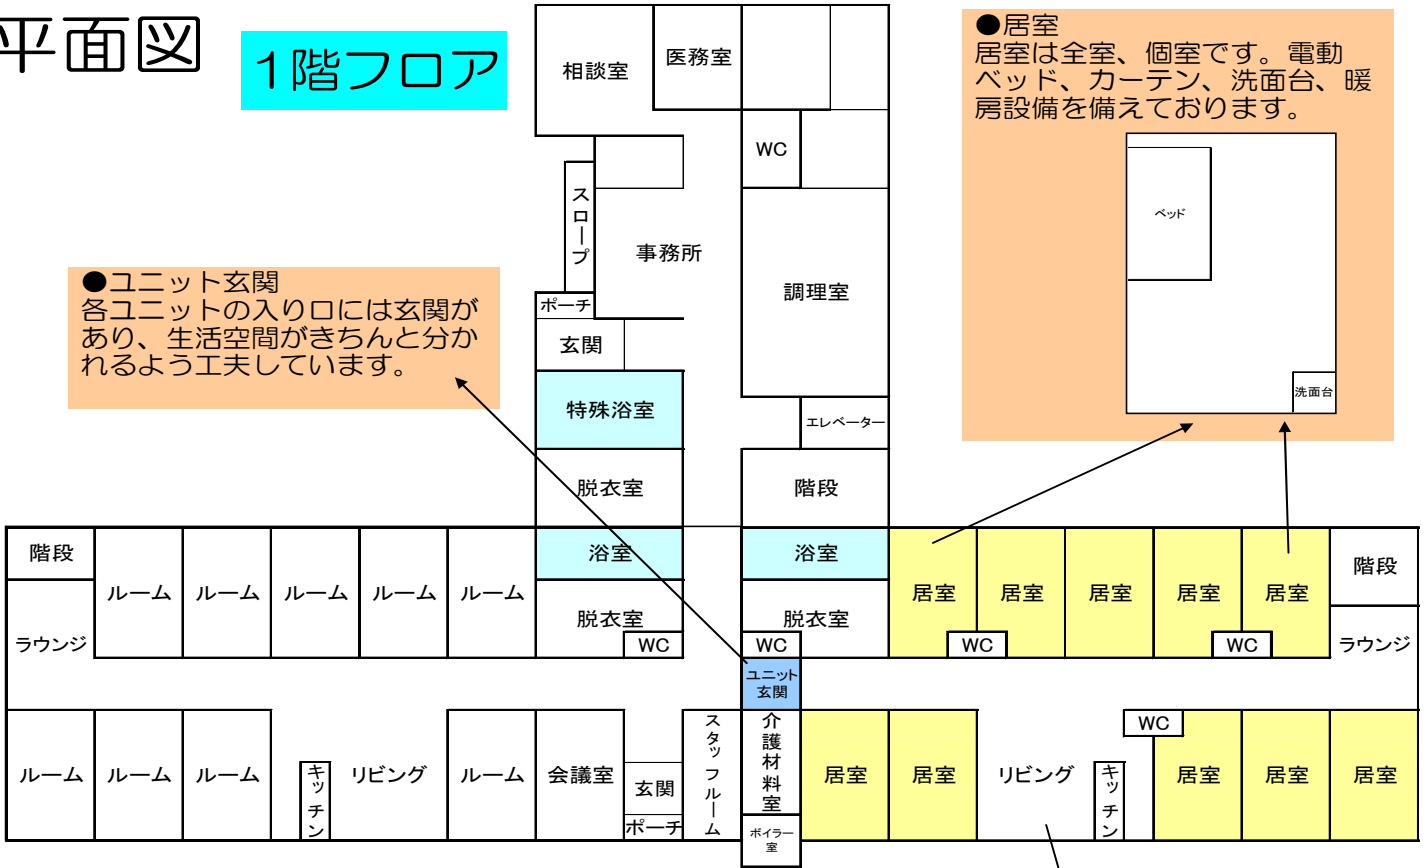 平面図
1階フロア
●居室
居室は全室、個室です。電動
ベッド、カーテン、洗面台、暖
房設備を備えております。
ベッド
洗面台
相談室
医務室
WC
スロープ
事務所
調理室
ポーチ
玄関
●ユニット玄関
各ユニットの入り口には玄関が
あり、生活空間がきちんと分か
れるよう工夫しています。
特殊浴室
エレベーター
脱衣室
階段
階段
浴室
浴室
階段
ルーム
ルーム
ルーム
ルーム
ルーム
居室
居室
居室
居室
居室
脱衣室
脱衣室
ラウンジ
WC
WC
WC
WC
ラウンジ
ユニット
玄関
ルーム
ルーム
ルーム
キッチン
リビング
ルーム
会議室
玄関
ポーチ
スタッフルーム
介護材料室
ボイラー
室
居室
居室
リビング
キッチン
WC
居室
居室
居室